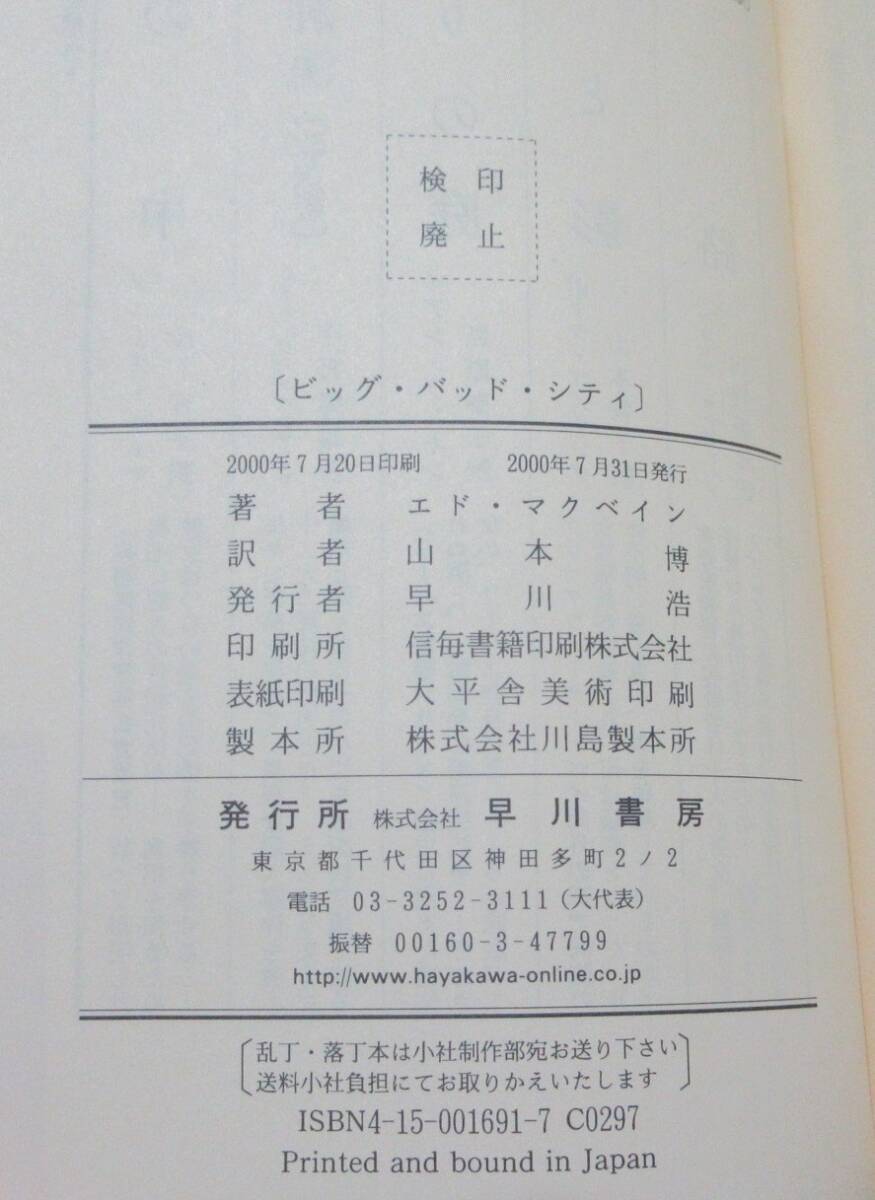 検印
廃止
〔ビッグ・バッド・シティ〕
2000年7月20日印刷 2000年7月31日発行
著者 エド・マクベイン
訳者 山本博
発行者 早川浩
印刷所 信毎書籍印刷株式会社
表紙印刷 大平舎美術印刷
製本所 株式会社川島製本所
発行所 株式会社 早川書房
東京都千代田区神田多町2ノ2
電話 03-3252-3111(大代表)
振替 00160-3-47799
http://www.hayakawa-online.co.jp
〔乱丁・落丁本は小社制作部宛お送り下さい
送料小社負担にてお取りかえいたします〕
ISBN4-15-001691-7 C0297
Printed and bound in Japan